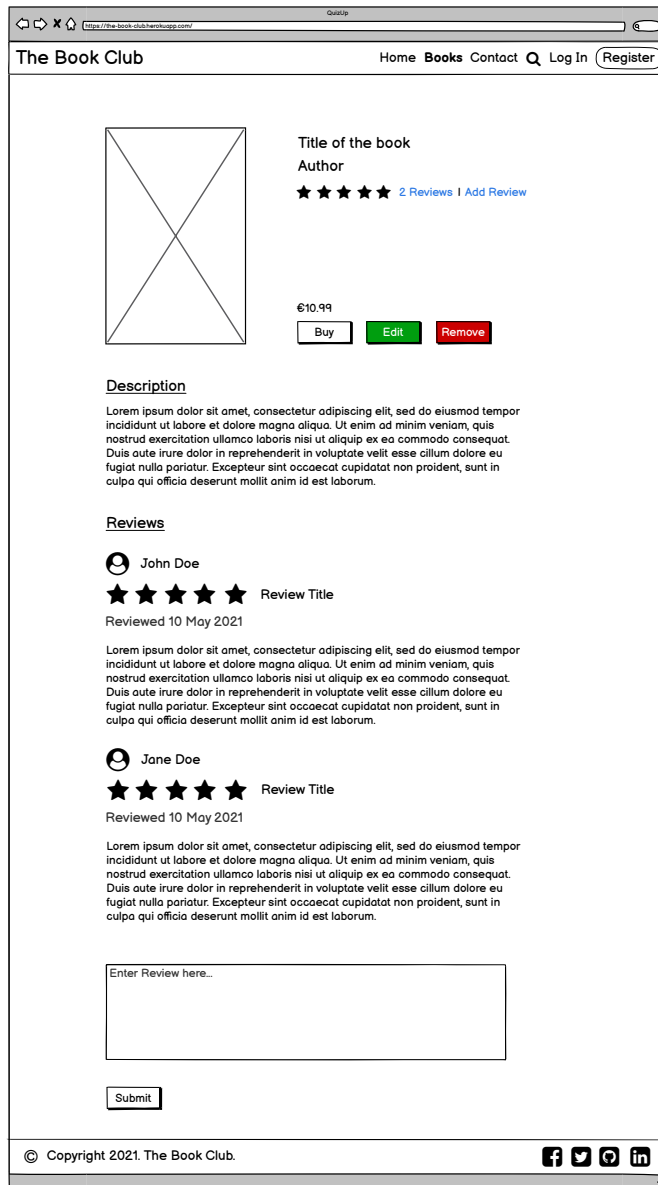 QuizUp
https://the-book-club.herokuapp.com/
The Book Club Home Books Contact Log In Register
Title of the book
Author
2 Reviews | Add Review
€10.99
Buy Edit Remove
Description
Lorem ipsum dolor sit amet, consectetur adipiscing elit, sed do eiusmod tempor
incididunt ut labore et dolore magna aliqua. Ut enim ad minim veniam, quis
nostrud exercitation ullamco laboris nisi ut aliquip ex ea commodo consequat.
Duis aute irure dolor in reprehenderit in voluptate velit esse cillum dolore eu
fugiat nulla pariatur. Excepteur sint occaecat cupidatat non proident, sunt in
culpa qui officia deserunt mollit anim id est laborum.
Reviews
John Doe
Review Title
Reviewed 10 May 2021
Lorem ipsum dolor sit amet, consectetur adipiscing elit, sed do eiusmod tempor
incididunt ut labore et dolore magna aliqua. Ut enim ad minim veniam, quis
nostrud exercitation ullamco laboris nisi ut aliquip ex ea commodo consequat.
Duis aute irure dolor in reprehenderit in voluptate velit esse cillum dolore eu
fugiat nulla pariatur. Excepteur sint occaecat cupidatat non proident, sunt in
culpa qui officia deserunt mollit anim id est laborum.
Jane Doe
Review Title
Reviewed 10 May 2021
Lorem ipsum dolor sit amet, consectetur adipiscing elit, sed do eiusmod tempor
incididunt ut labore et dolore magna aliqua. Ut enim ad minim veniam, quis
nostrud exercitation ullamco laboris nisi ut aliquip ex ea commodo consequat.
Duis aute irure dolor in reprehenderit in voluptate velit esse cillum dolore eu
fugiat nulla pariatur. Excepteur sint occaecat cupidatat non proident, sunt in
culpa qui officia deserunt mollit anim id est laborum.
Enter Review here...
Submit
© Copyright 2021. The Book Club.